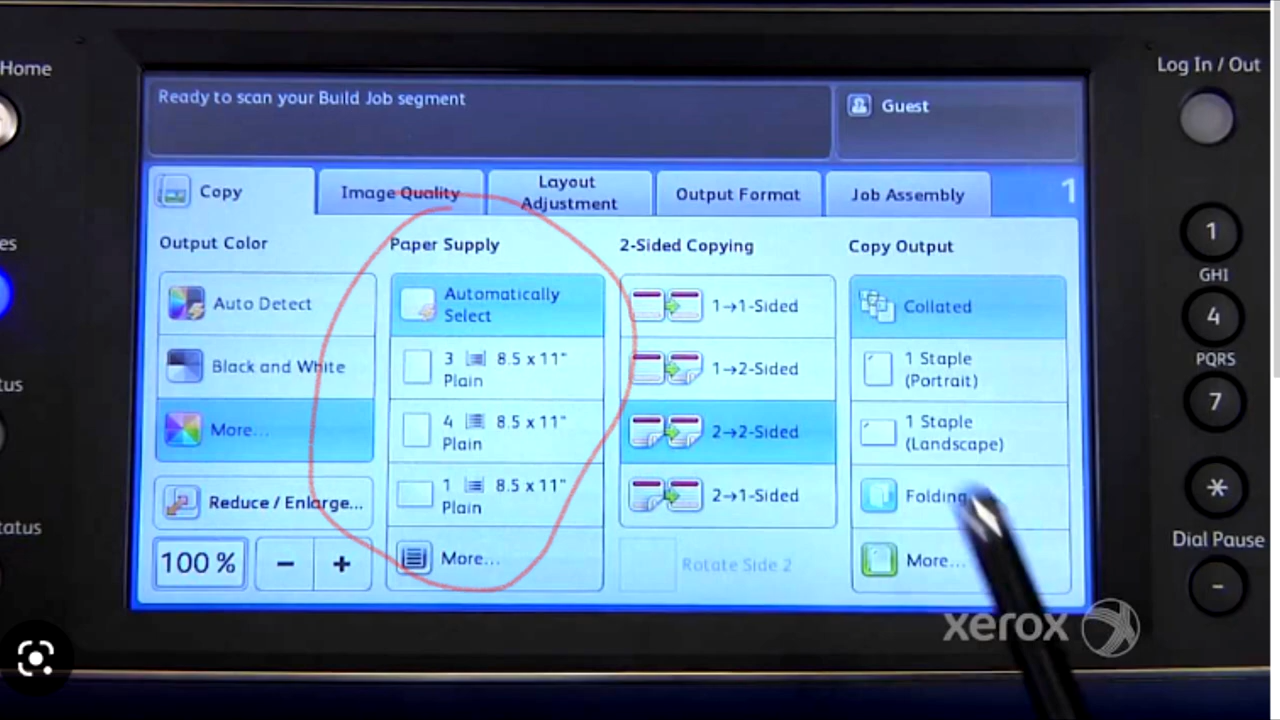 Home
Log In / Out
Ready to scan your Build Job segment
Guest
Copy
Image Quality
Layout
Adjustment
Output Format
Job Assembly
1
Output Color
Auto Detect
Black and White
More...
Reduce / Enlarge...
100 %
−
+
Paper Supply
Automatically
Select
3 8.5 x 11"
Plain
4 8.5 x 11"
Plain
1 8.5 x 11"
Plain
More...
2-Sided Copying
1→1-Sided
1→2-Sided
2→2-Sided
2→1-Sided
Rotate Side 2
Copy Output
Collated
1 Staple
(Portrait)
1 Staple
(Landscape)
Folding
More...
1
GHI
4
PQRS
7
*
Dial Pause
-
xerox